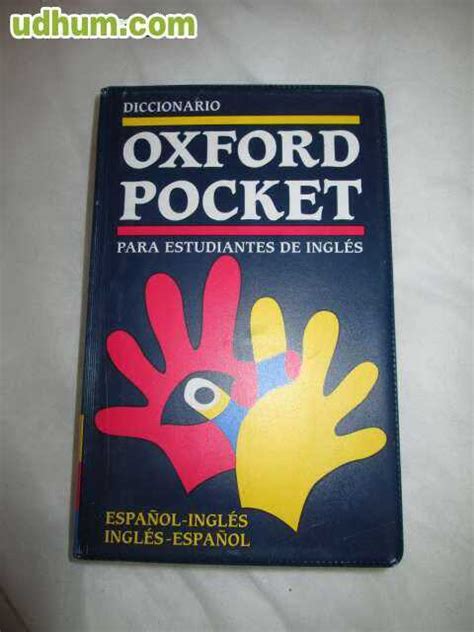 udhum.com
DICCIONARIO
OXFORD
POCKET
PARA ESTUDIANTES DE INGLÉS
ESPAÑOL-INGLÉS
INGLÉS-ESPAÑOL